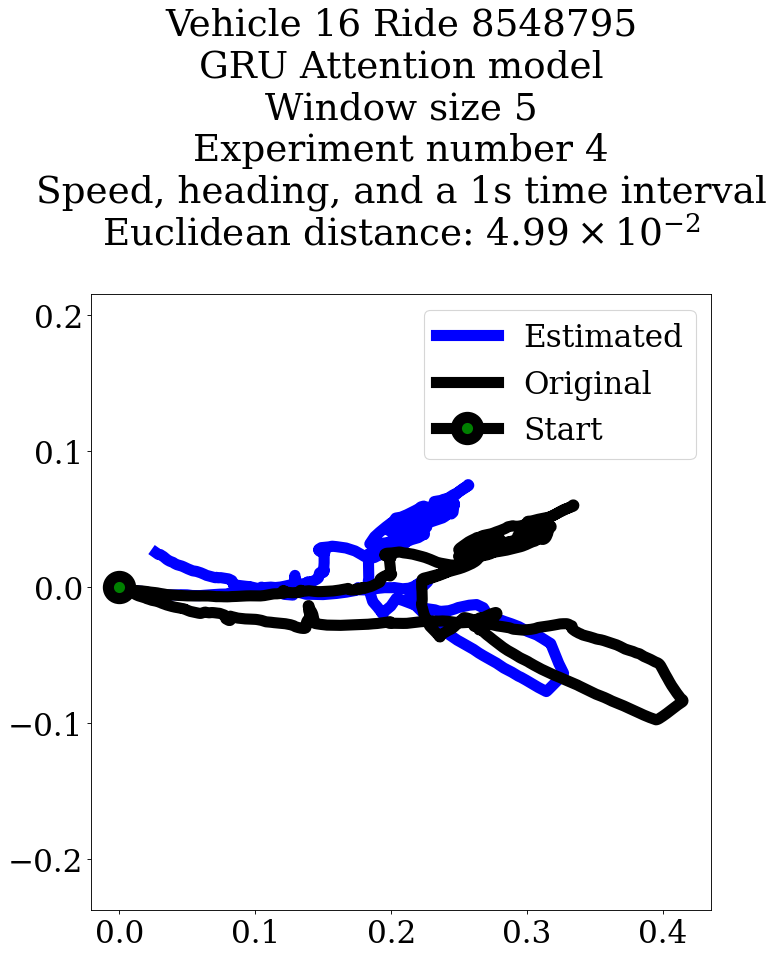 Vehicle 16 Ride 8548795
GRU Attention model
Window size 5
Experiment number 4
Speed, heading, and a 1s time interval
Euclidean distance: 4.99 × 10⁻²
Estimated
Original
Start
0.2
0.1
0.0
−0.1
−0.2
0.0 0.1 0.2 0.3 0.4